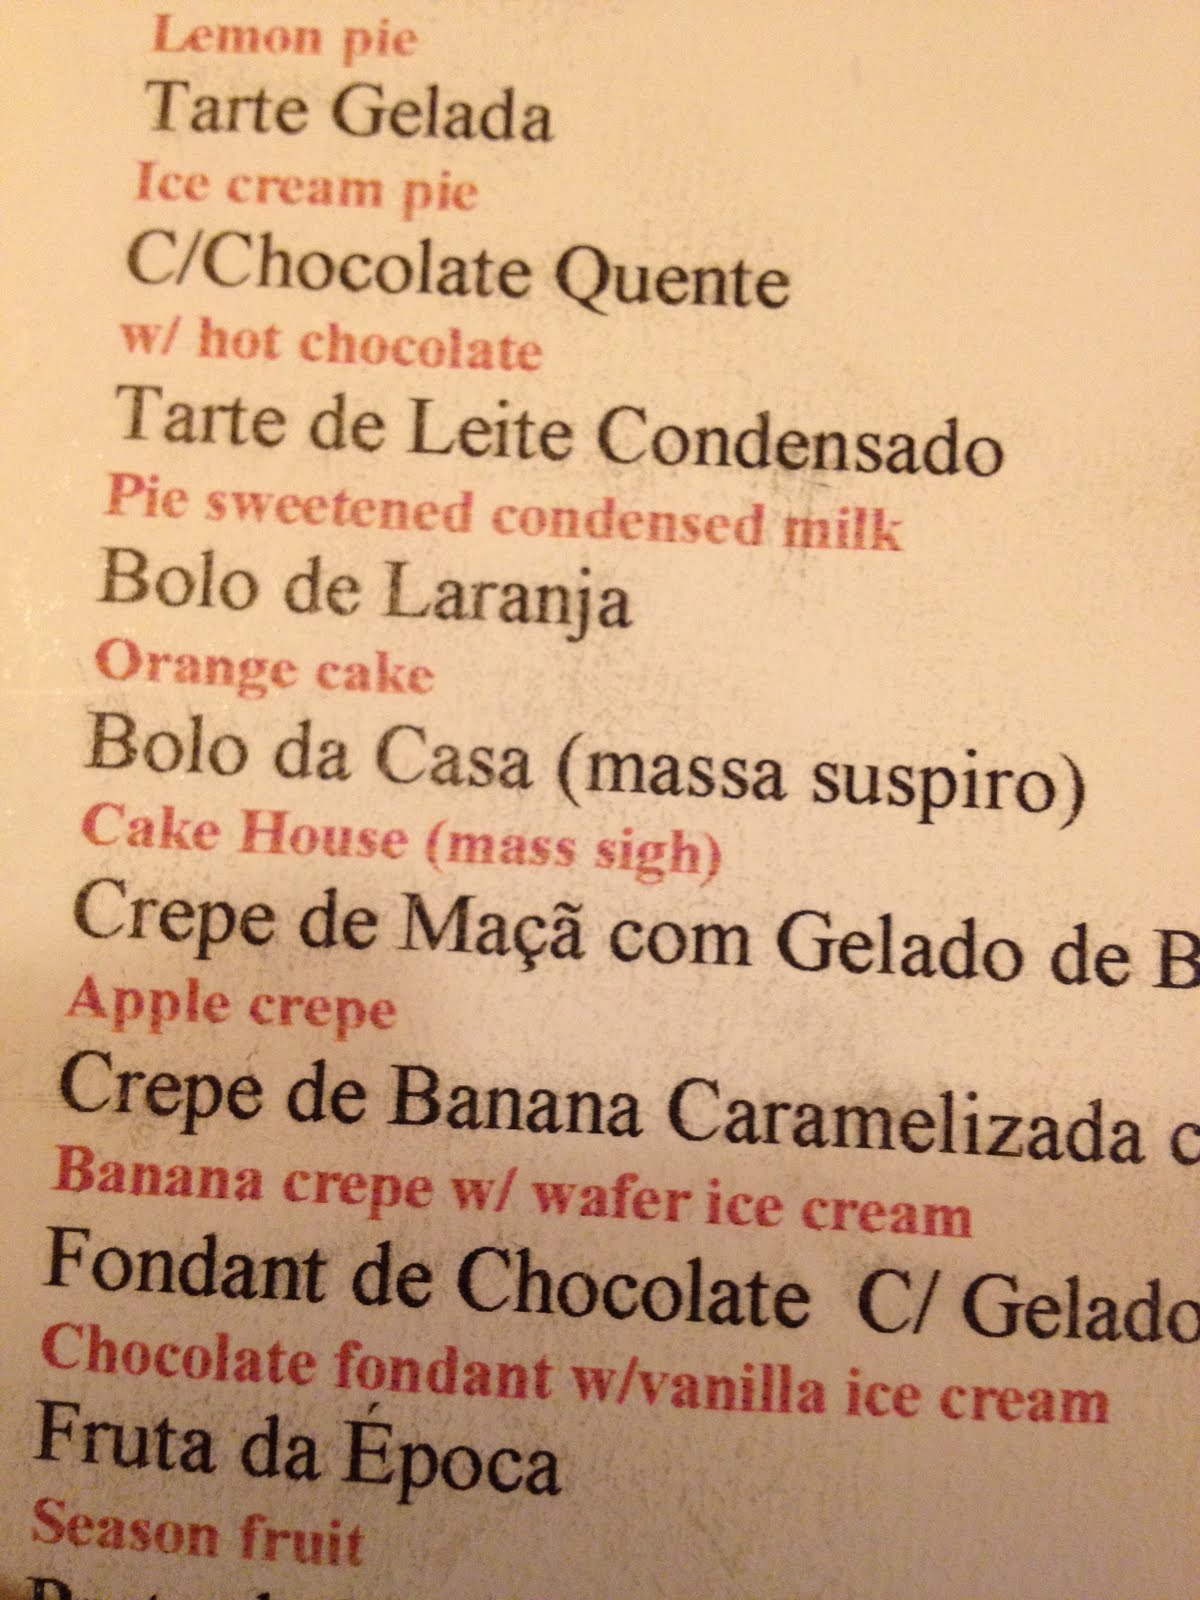 Lemon pie
Tarte Gelada
Ice cream pie
C/Chocolate Quente
w/ hot chocolate
Tarte de Leite Condensado
Pie sweetened condensed milk
Bolo de Laranja
Orange cake
Bolo da Casa (massa suspiro)
Cake House (mass sigh)
Crepe de Maçã com Gelado de B
Apple crepe
Crepe de Banana Caramelizada c
Banana crepe w/ wafer ice cream
Fondant de Chocolate C/ Gelado
Chocolate fondant w/vanilla ice cream
Fruta da Época
Season fruit